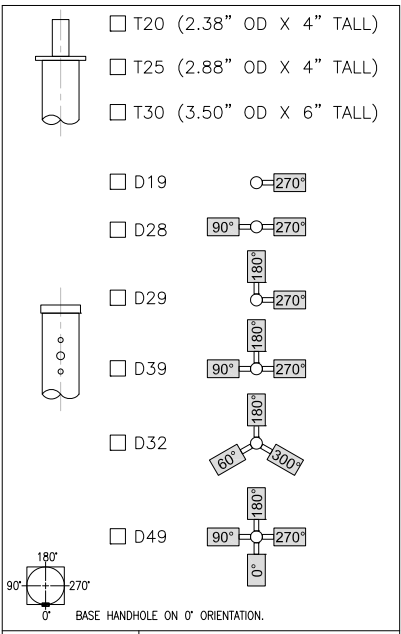 T20 (2.38" OD X 4" TALL)
T25 (2.88" OD X 4" TALL)
T30 (3.50" OD X 6" TALL)
D19 270°
D28 90° 270°
180°
D29 270°
180°
D39 90° 270°
180°
D32 60° 300°
180°
D49 90° 270°
0°
180°
90° 270°
0° BASE HANDHOLE ON 0° ORIENTATION.